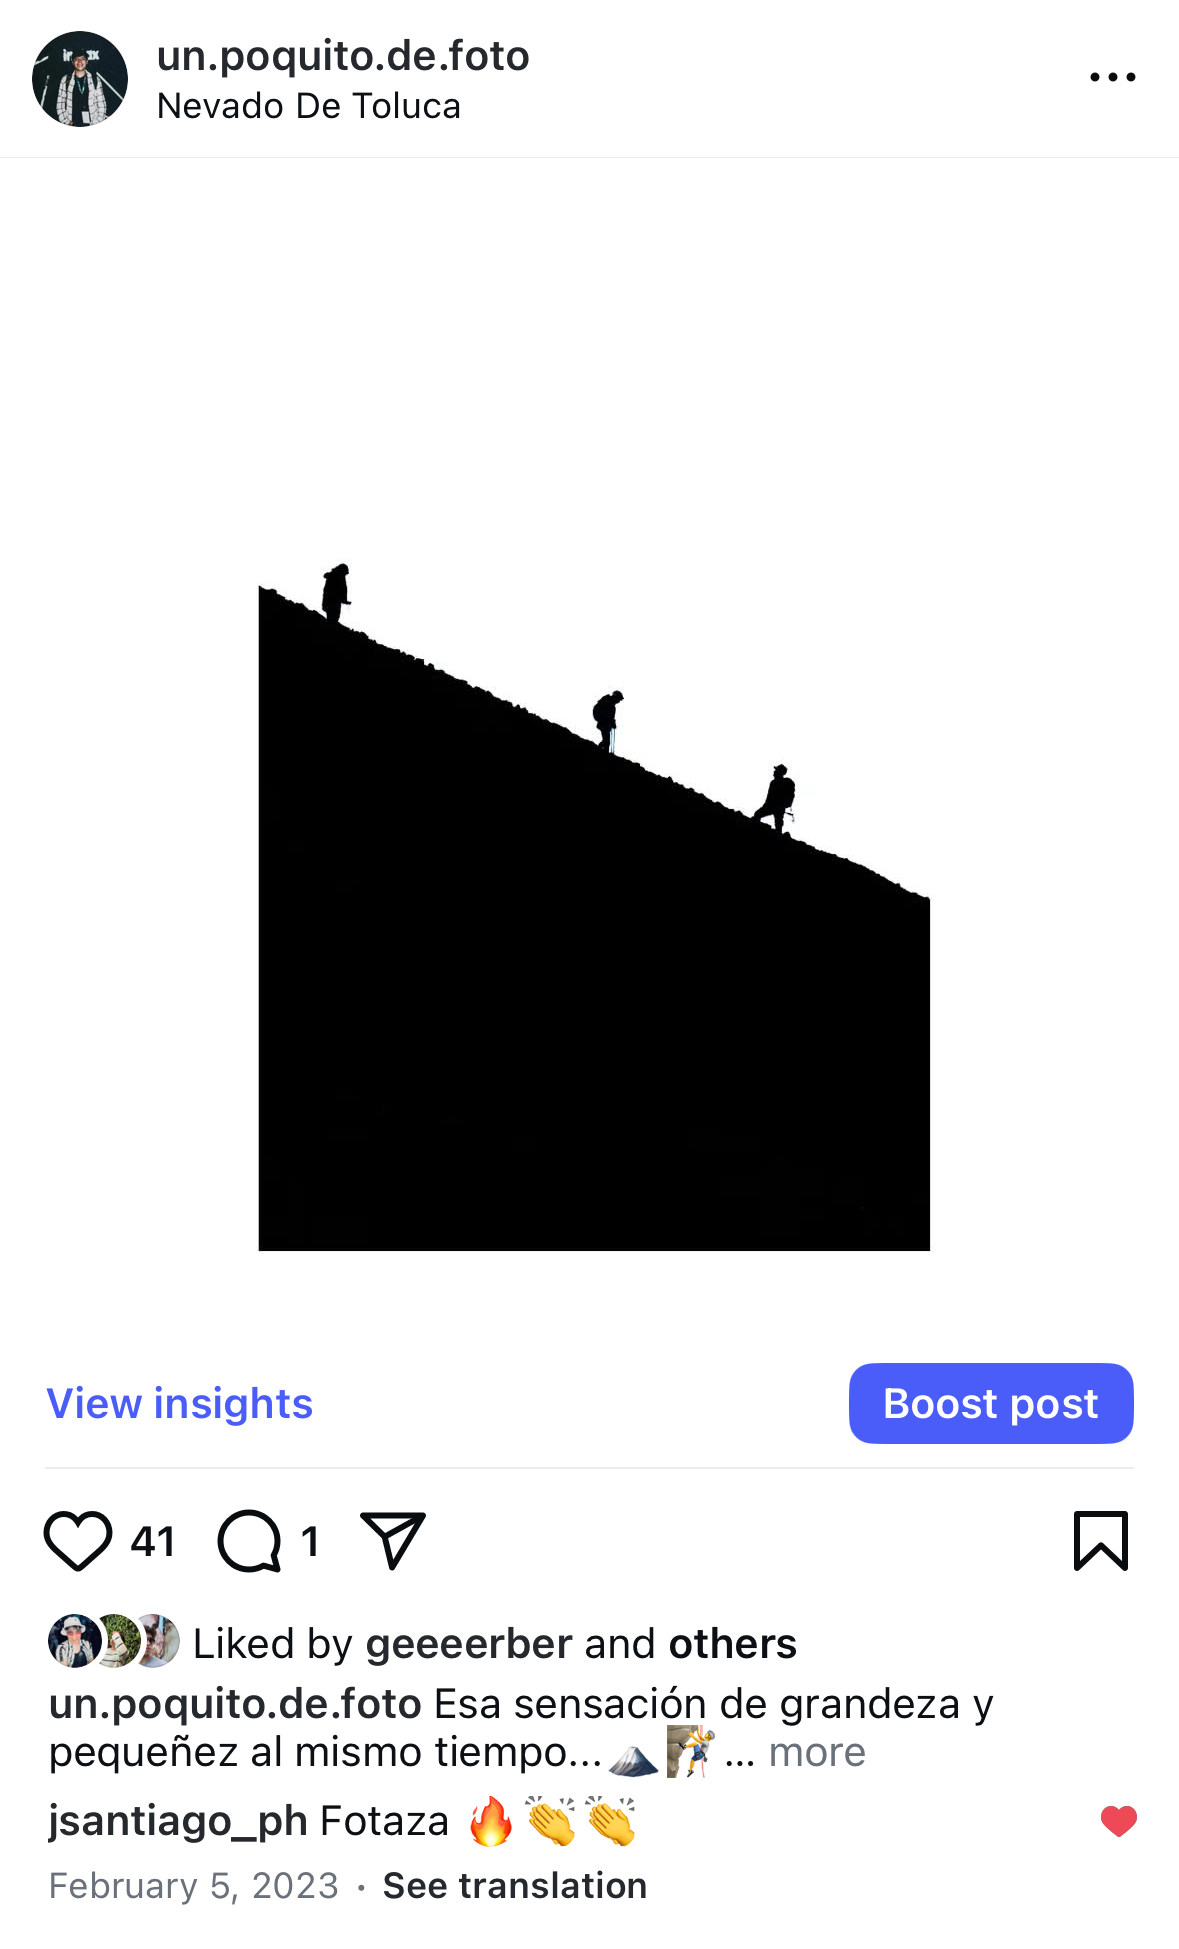 un.poquito.de.foto
Nevado De Toluca
View insights
Boost post
41
1
Liked by geeeerber and others
un.poquito.de.foto Esa sensación de grandeza y
pequeñez al mismo tiempo...🗻🧗 ... more
jsantiago_ph Fotaza 🔥👏👏
February 5, 2023 · See translation